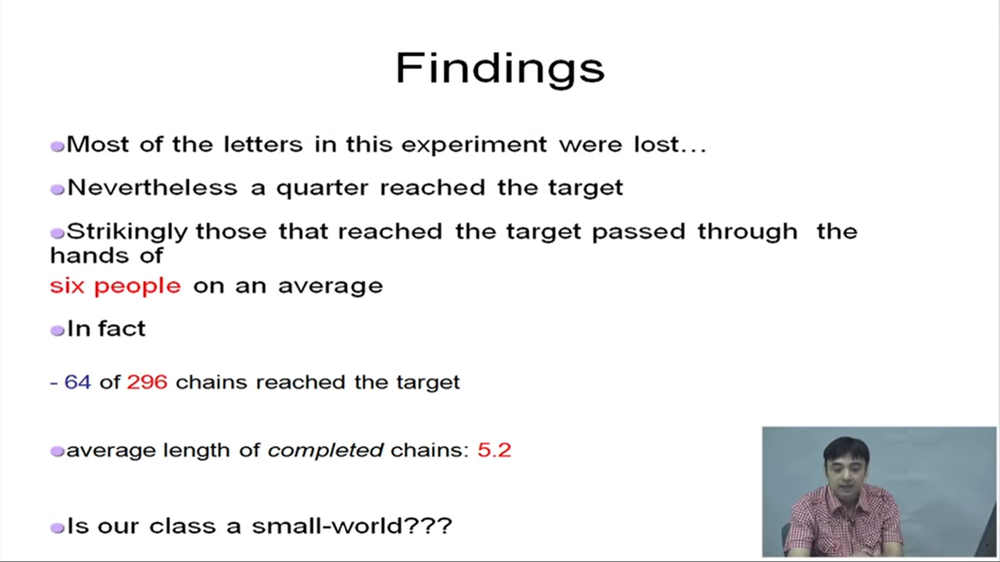 Findings
Most of the letters in this experiment were lost...
Nevertheless a quarter reached the target
Strikingly those that reached the target passed through the
hands of
six people on an average
In fact
- 64 of 296 chains reached the target
average length of completed chains: 5.2
Is our class a small-world???